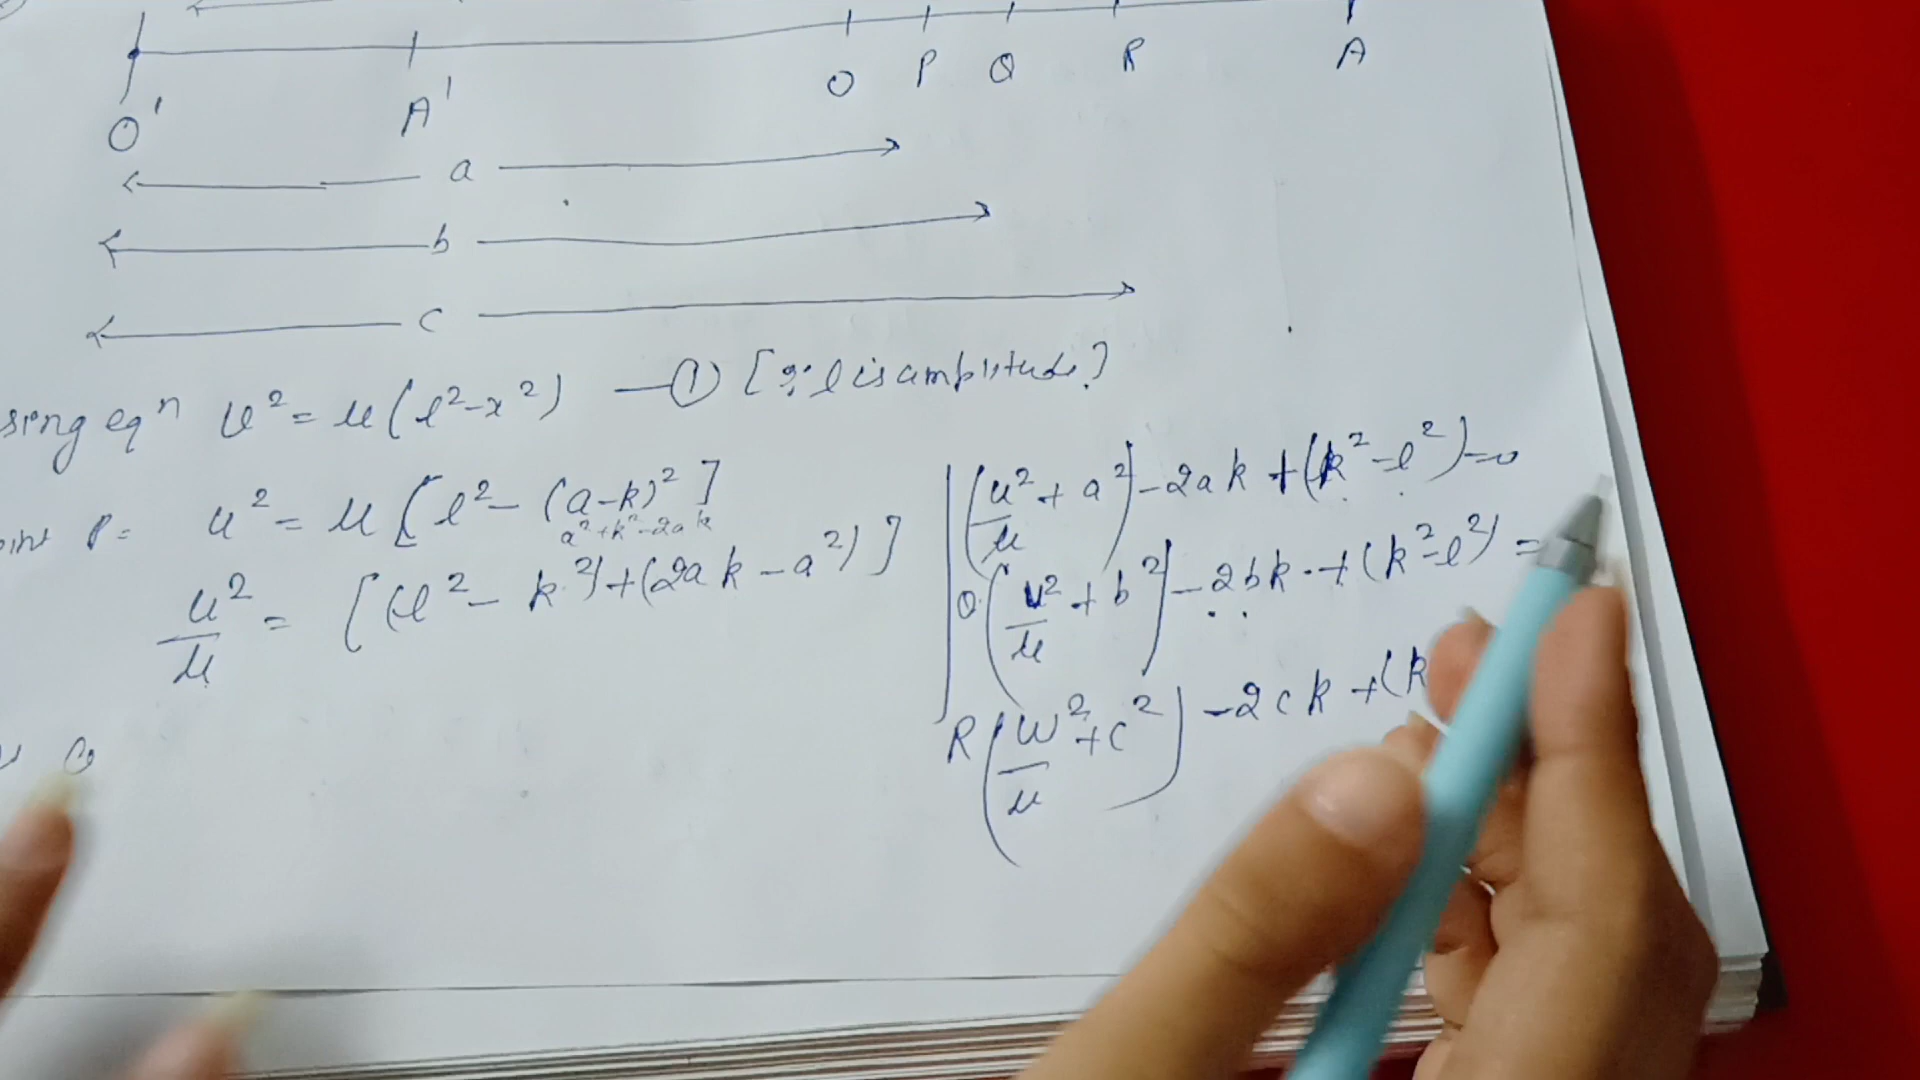 O' A' O P Q R A
a
b
c
sing eqⁿ u² = μ(l² - x²) —① [∵ l is amplitude]
P = u² = μ[l² - (a-k)²]
a² + k² - 2ak
u²/μ = [(l² - k²) + (2ak - a²)]
(u²/μ + a²) - 2ak + (k² - l²) = 0
Q (v²/μ + b²) - 2bk + (k² - l²) =
R (w²/μ + c²) - 2ck + (k